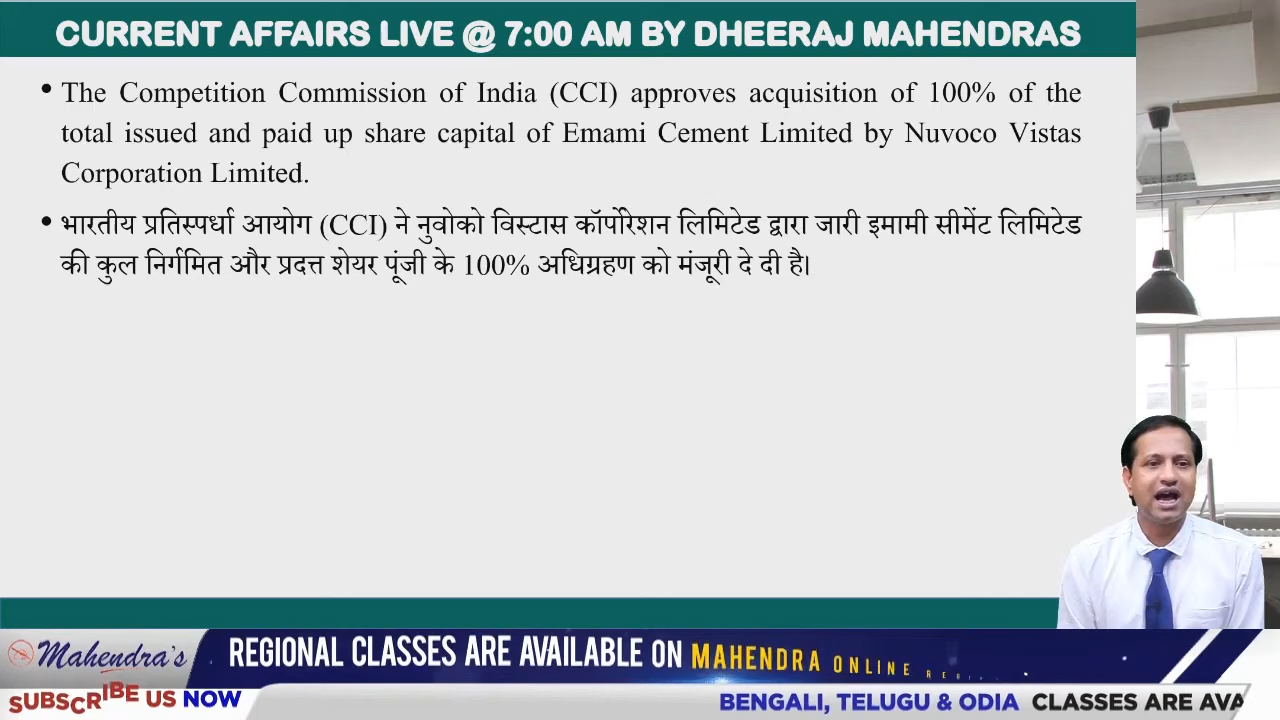 CURRENT AFFAIRS LIVE @ 7:00 AM BY DHEERAJ MAHENDRAS
• The Competition Commission of India (CCI) approves acquisition of 100% of the
total issued and paid up share capital of Emami Cement Limited by Nuvoco Vistas
Corporation Limited.
• भारतीय प्रतिस्पर्धा आयोग (CCI) ने नुवोको विस्टास कॉर्पोरेशन लिमिटेड द्वारा जारी इमामी सीमेंट लिमिटेड
की कुल निर्गमित और प्रदत्त शेयर पूंजी के 100% अधिग्रहण को मंजूरी दे दी है।
Mahendra's
REGIONAL CLASSES ARE AVAILABLE ON MAHENDRA ONLINE
SUBSCRIBE US NOW
BENGALI, TELUGU & ODIA CLASSES ARE AVA